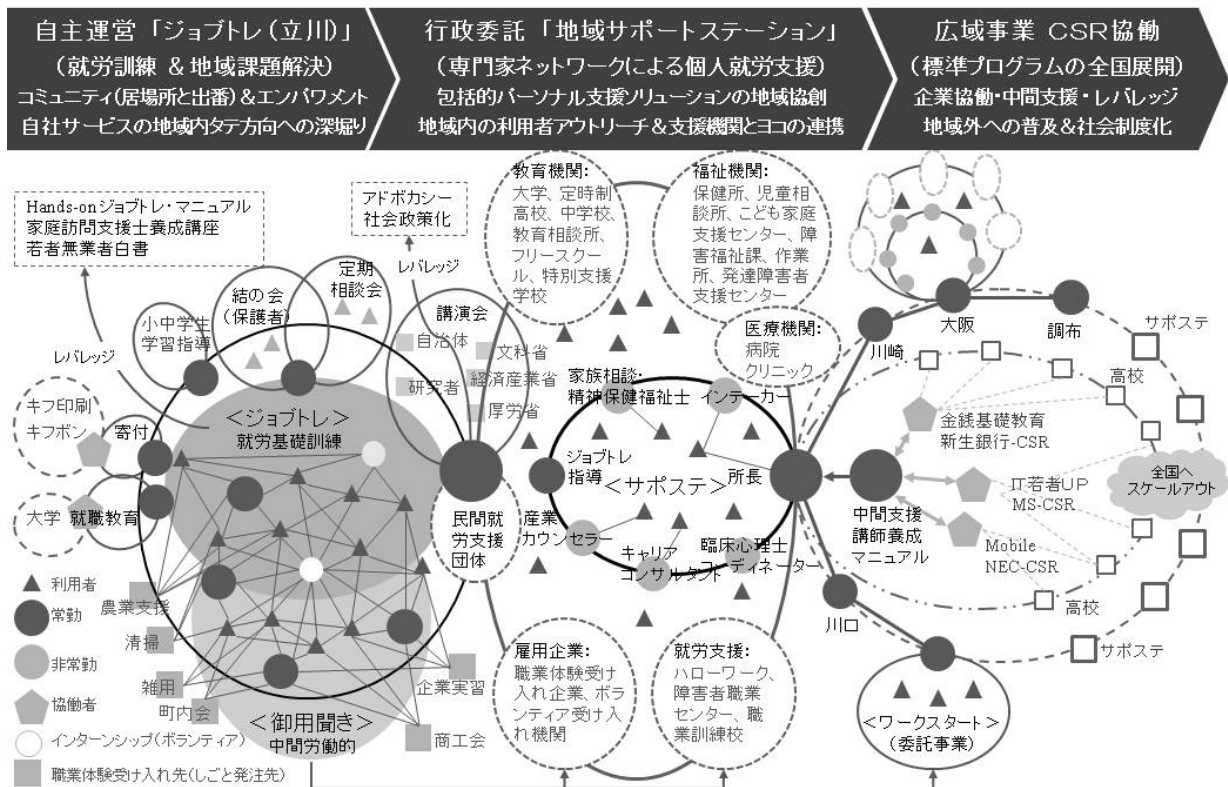 自主運営「ジョブトレ(立川)」
(就労訓練 & 地域課題解決)
コミュニティ(居場所と出番)&エンパワメント
自社サービスの地域内タテ方向への深堀り
行政委託「地域サポートステーション」
(専門家ネットワークによる個人就労支援)
包括的パーソナル支援ソリューションの地域協創
地域内の利用者アウトリーチ&支援機関とヨコの連携
広域事業 CSR協働
(標準プログラムの全国展開)
企業協働・中間支援・レバレッジ
地域外への普及&社会制度化
Hands-onジョブトレ・マニュアル
家庭訪問支援士養成講座
若者無業者白書
アドボカシー
社会政策化
レバレッジ
レバレッジ
小中学生
学習指導
結の会
(保護者)
定期
相談会
講演会
自治体
文科省
研究者
経済産業省
厚労省
キフ印刷
キフボン
寄付
大学
就職教育
<ジョブトレ>
就労基礎訓練
民間就
労支援
団体
農業支援
清掃
雑用
町内会
<御用聞き>
中間労働的
企業実習
商工会
利用者
常勤
非常勤
協働者
インターンシップ(ボランティア)
職業体験受け入れ先(しごと発注先)
教育機関:
大学、定時制
高校、中学校、
教育相談所、
フリースクー
ル、特別支援
学校
福祉機関:
保健所、児童相
談所、こども家庭
支援センター、障
害福祉課、作業
所、発達障害者
支援センター
医療機関:
病院
クリニック
家族相談・
精神保健福祉士
インテーカー
ジョブトレ
指導
<サポステ>
所長
産業
カウンセラー
キャリア
コンサルタント
臨床心理士
コーディネーター
雇用企業:
職業体験受け
入れ企業、ボラ
ンティア受け入
れ機関
就労支援:
ハローワーク、
障害者職業
センター、職
業訓練校
川崎
大阪
調布
サポステ
高校
金銭基礎教育
新生銀行-CSR
IT若者UP
MS-CSR
Mobile
NEC-CSR
中間支援
講師養成
マニュアル
全国へ
スケールアウト
川口
高校
サポステ
<ワークスタート>
(委託事業)